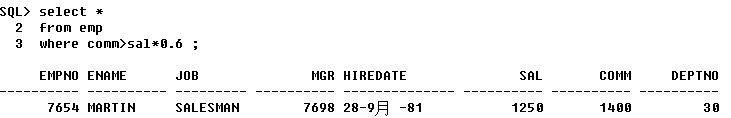 SQL> select *
  2  from emp
  3  where comm>sal*0.6 ;
     EMPNO ENAME      JOB              MGR HIREDATE              SAL       COMM     DEPTNO
---------- ---------- --------- ---------- -------------- ---------- ---------- ----------
      7654 MARTIN     SALESMAN        7698 28-9月 -81           1250       1400         30